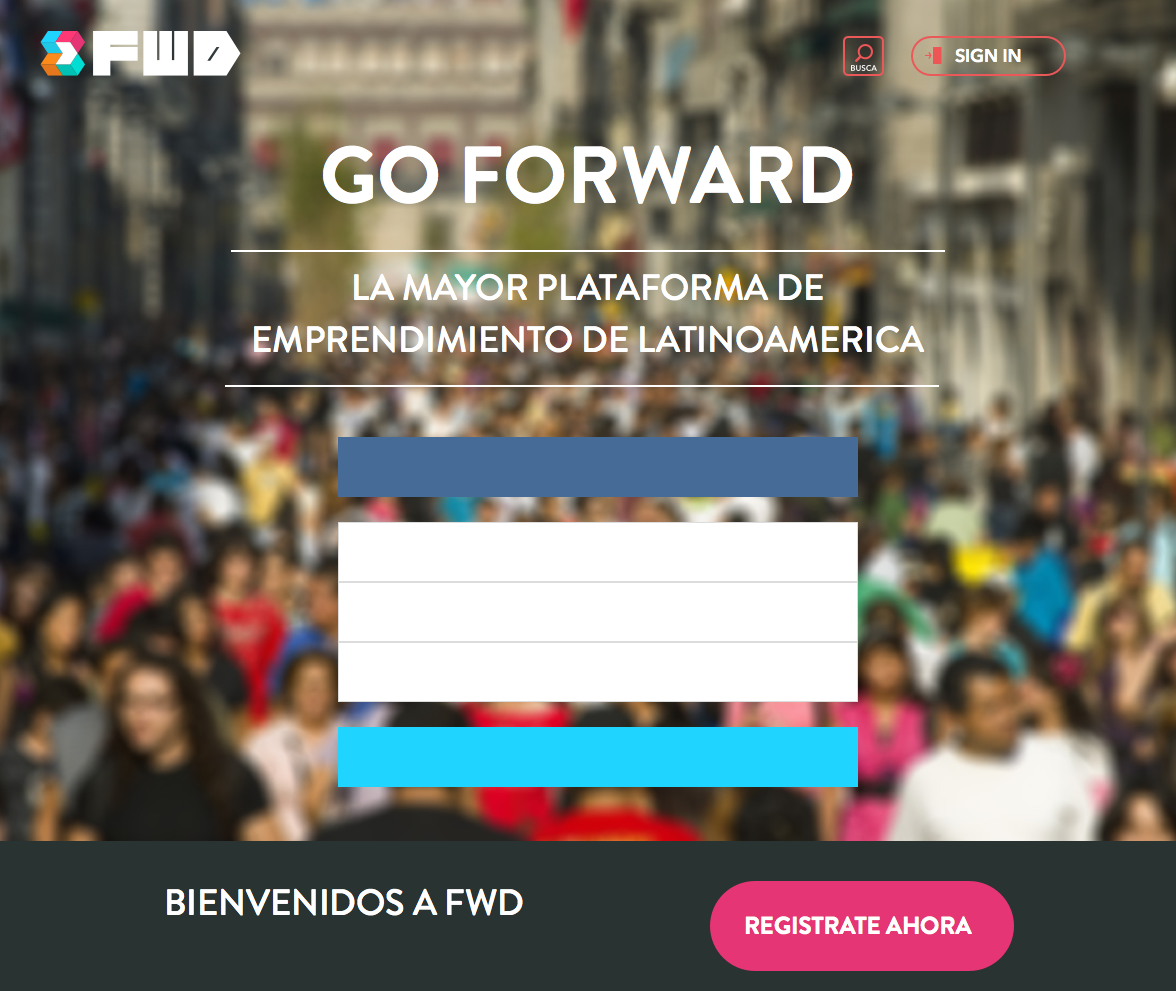 FWD
BUSCA
SIGN IN
GO FORWARD
LA MAYOR PLATAFORMA DE
EMPRENDIMIENTO DE LATINOAMERICA
BIENVENIDOS A FWD
REGISTRATE AHORA